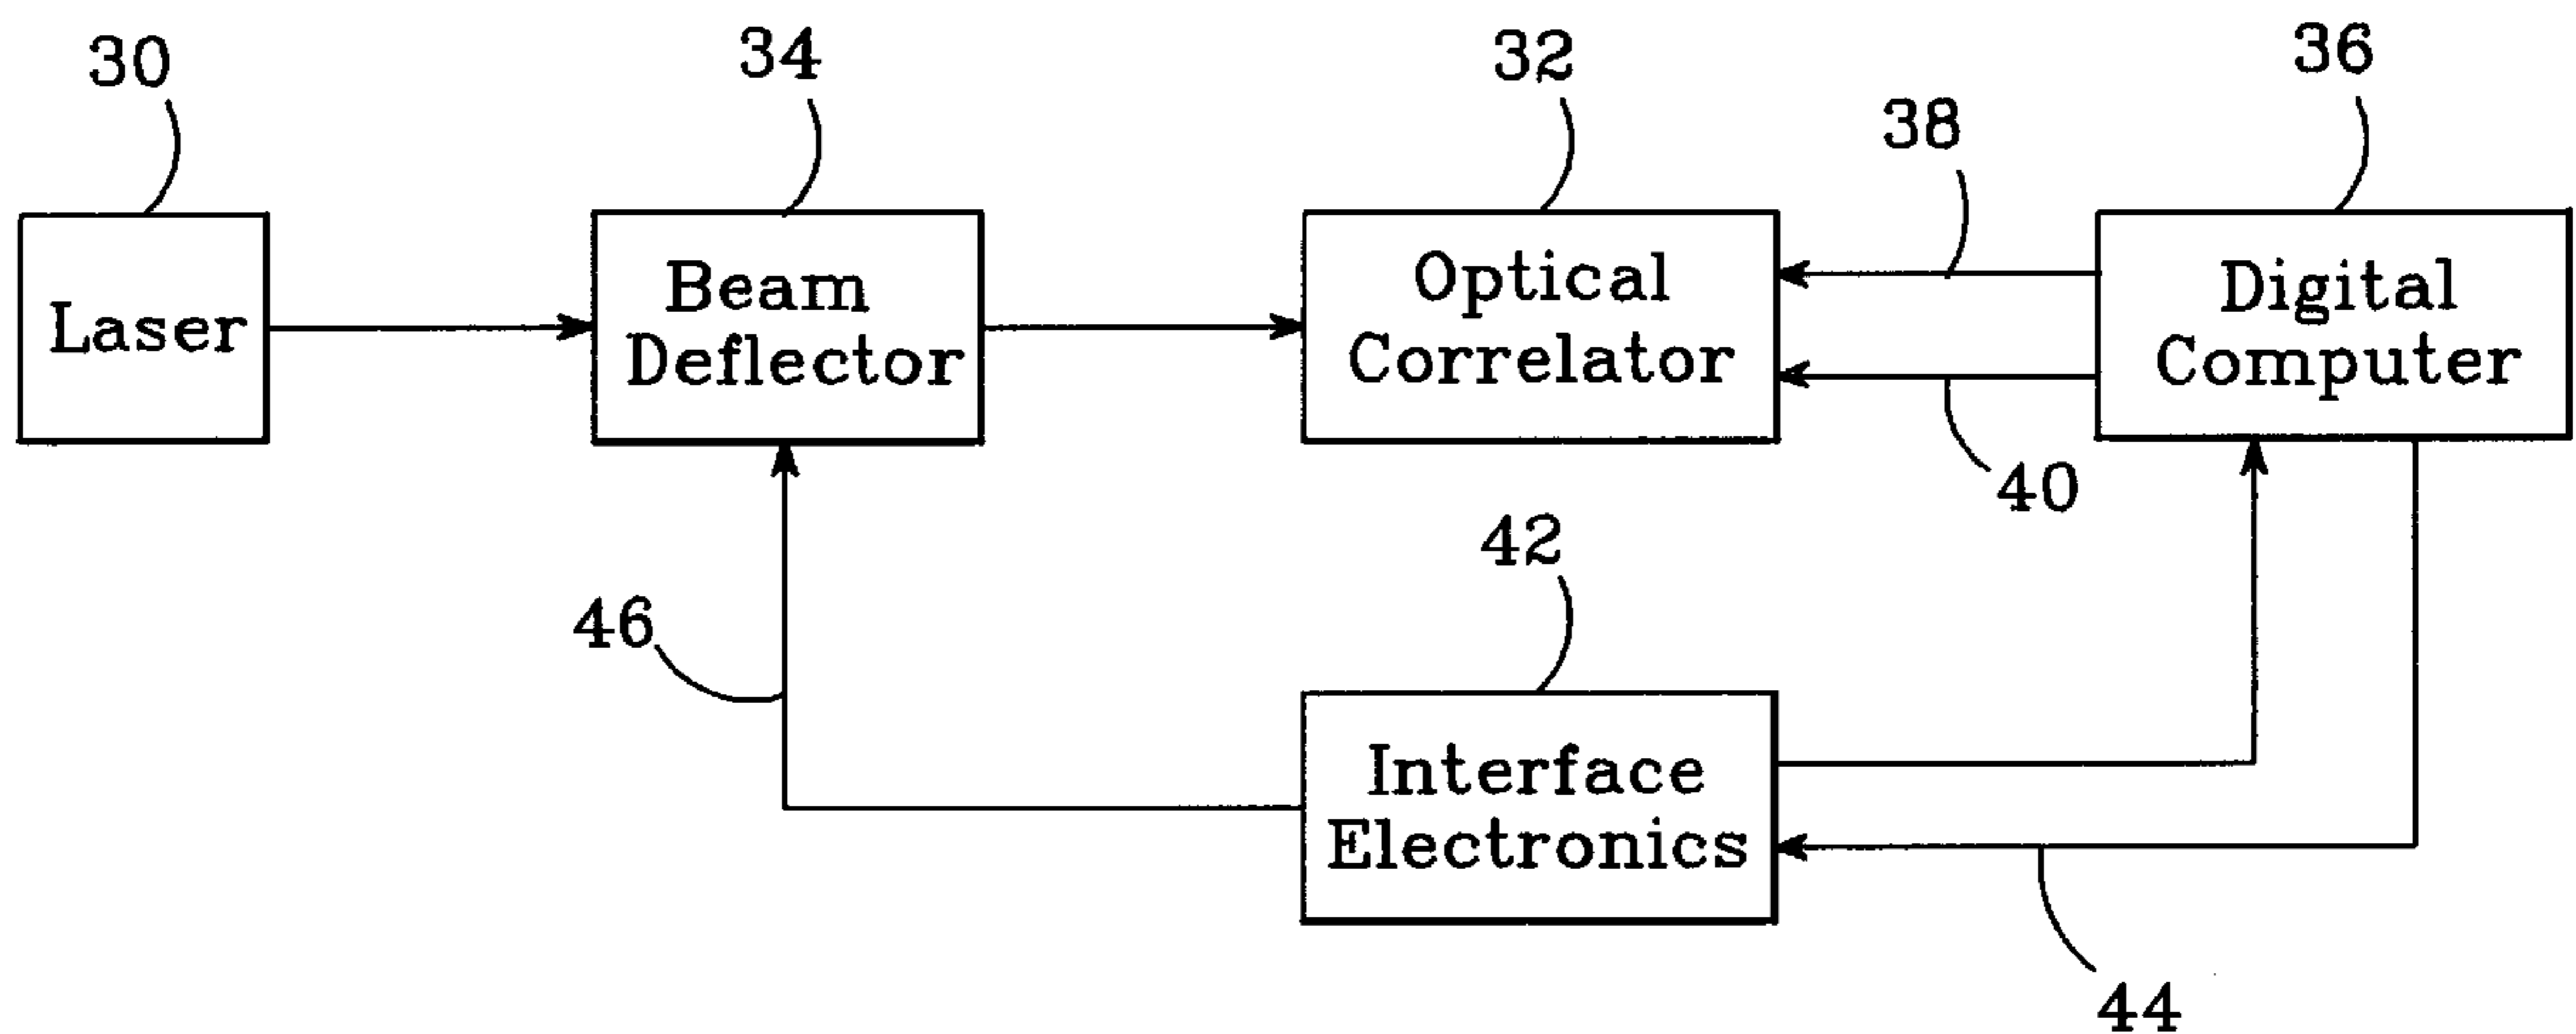 30
34
32
36
38
Laser
Beam
Deflector
Optical
Correlator
Digital
Computer
40
42
46
Interface
Electronics
44